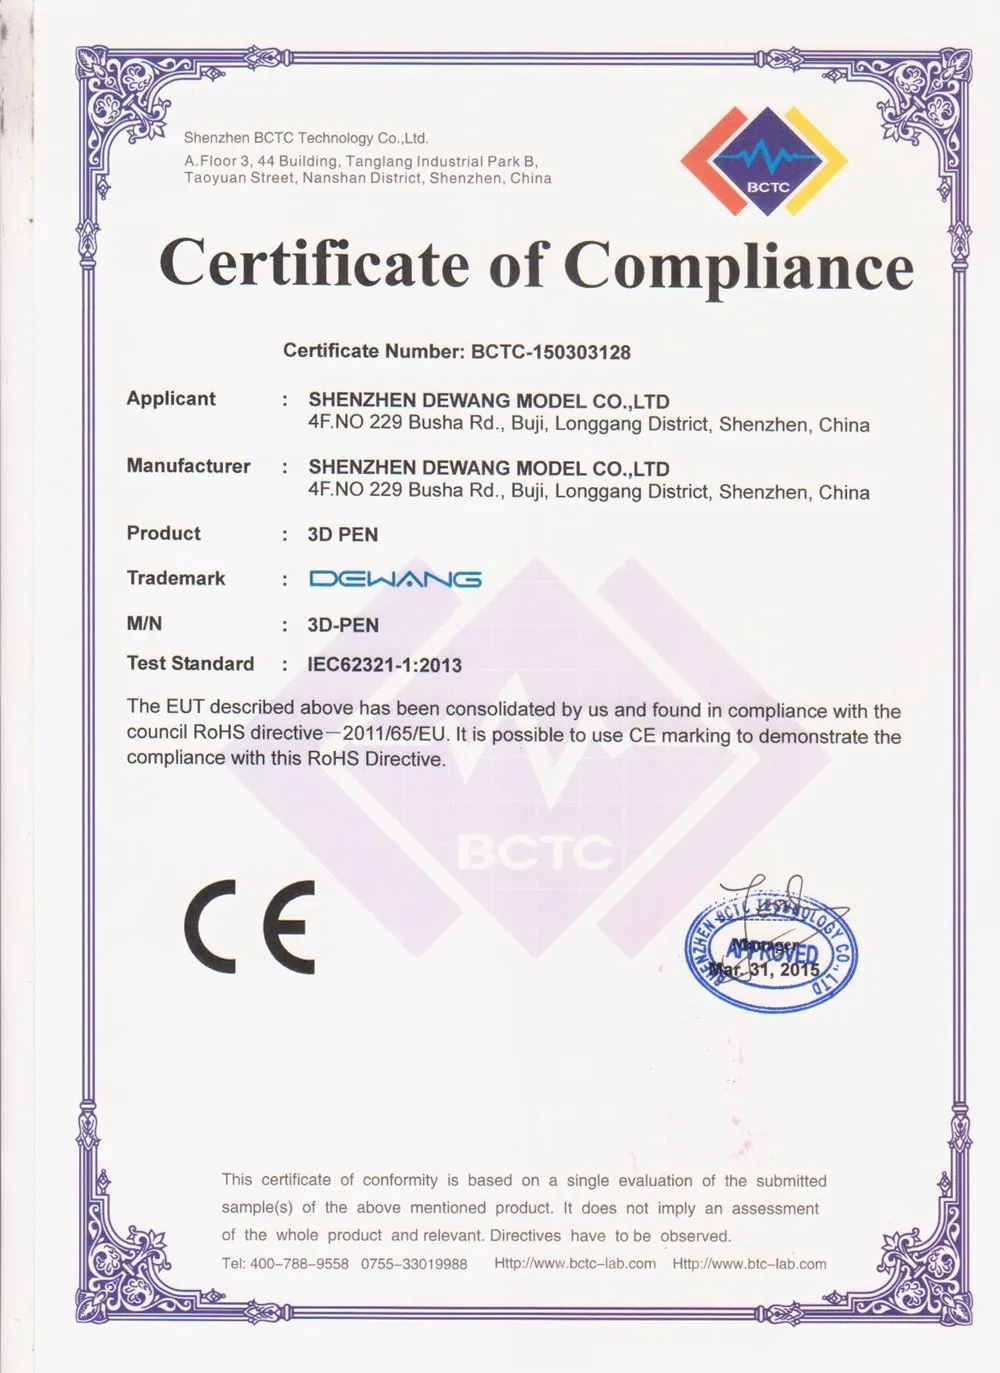 Shenzhen BCTC Technology Co.,Ltd.
A.Floor 3, 44 Building, Tanglang Industrial Park B,
Taoyuan Street, Nanshan District, Shenzhen, China
BCTC
Certificate of Compliance
Certificate Number: BCTC-150303128
Applicant : SHENZHEN DEWANG MODEL CO.,LTD
4F.NO 229 Busha Rd., Buji, Longgang District, Shenzhen, China
Manufacturer : SHENZHEN DEWANG MODEL CO.,LTD
4F.NO 229 Busha Rd., Buji, Longgang District, Shenzhen, China
Product : 3D PEN
Trademark : DEWANG
M/N : 3D-PEN
Test Standard : IEC62321-1:2013
The EUT described above has been consolidated by us and found in compliance with the
council RoHS directive－2011/65/EU. It is possible to use CE marking to demonstrate the
compliance with this RoHS Directive.
BCTC
CE
SHENZHEN BCTC TECHNOLOGY CO., LTD
Manager
APPROVED
Mar. 31, 2015
This certificate of conformity is based on a single evaluation of the submitted
sample(s) of the above mentioned product. It does not imply an assessment
of the whole product and relevant. Directives have to be observed.
Tel: 400-788-9558 0755-33019988 Http://www.bctc-lab.com Http://www.btc-lab.com